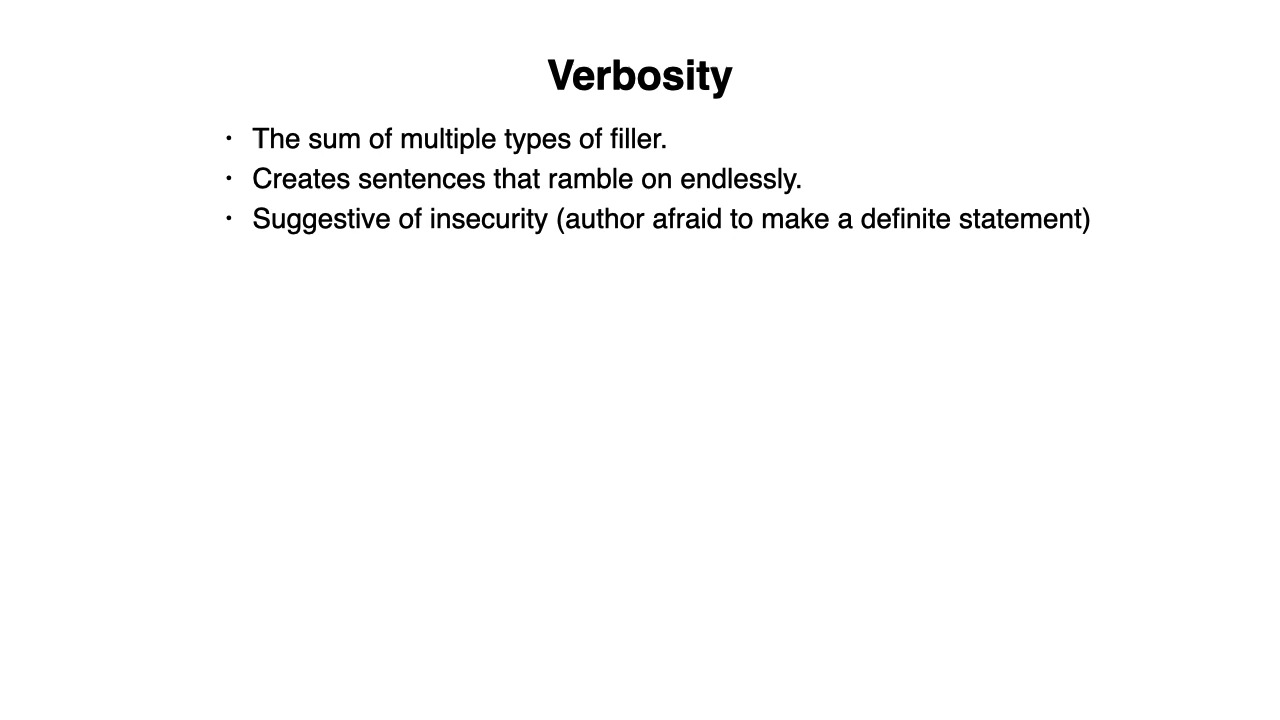 Verbosity
• The sum of multiple types of filler.
• Creates sentences that ramble on endlessly.
• Suggestive of insecurity (author afraid to make a definite statement)